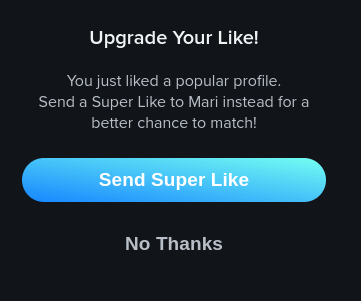 Upgrade Your Like!
You just liked a popular profile.
Send a Super Like to Mari instead for a
better chance to match!
Send Super Like
No Thanks